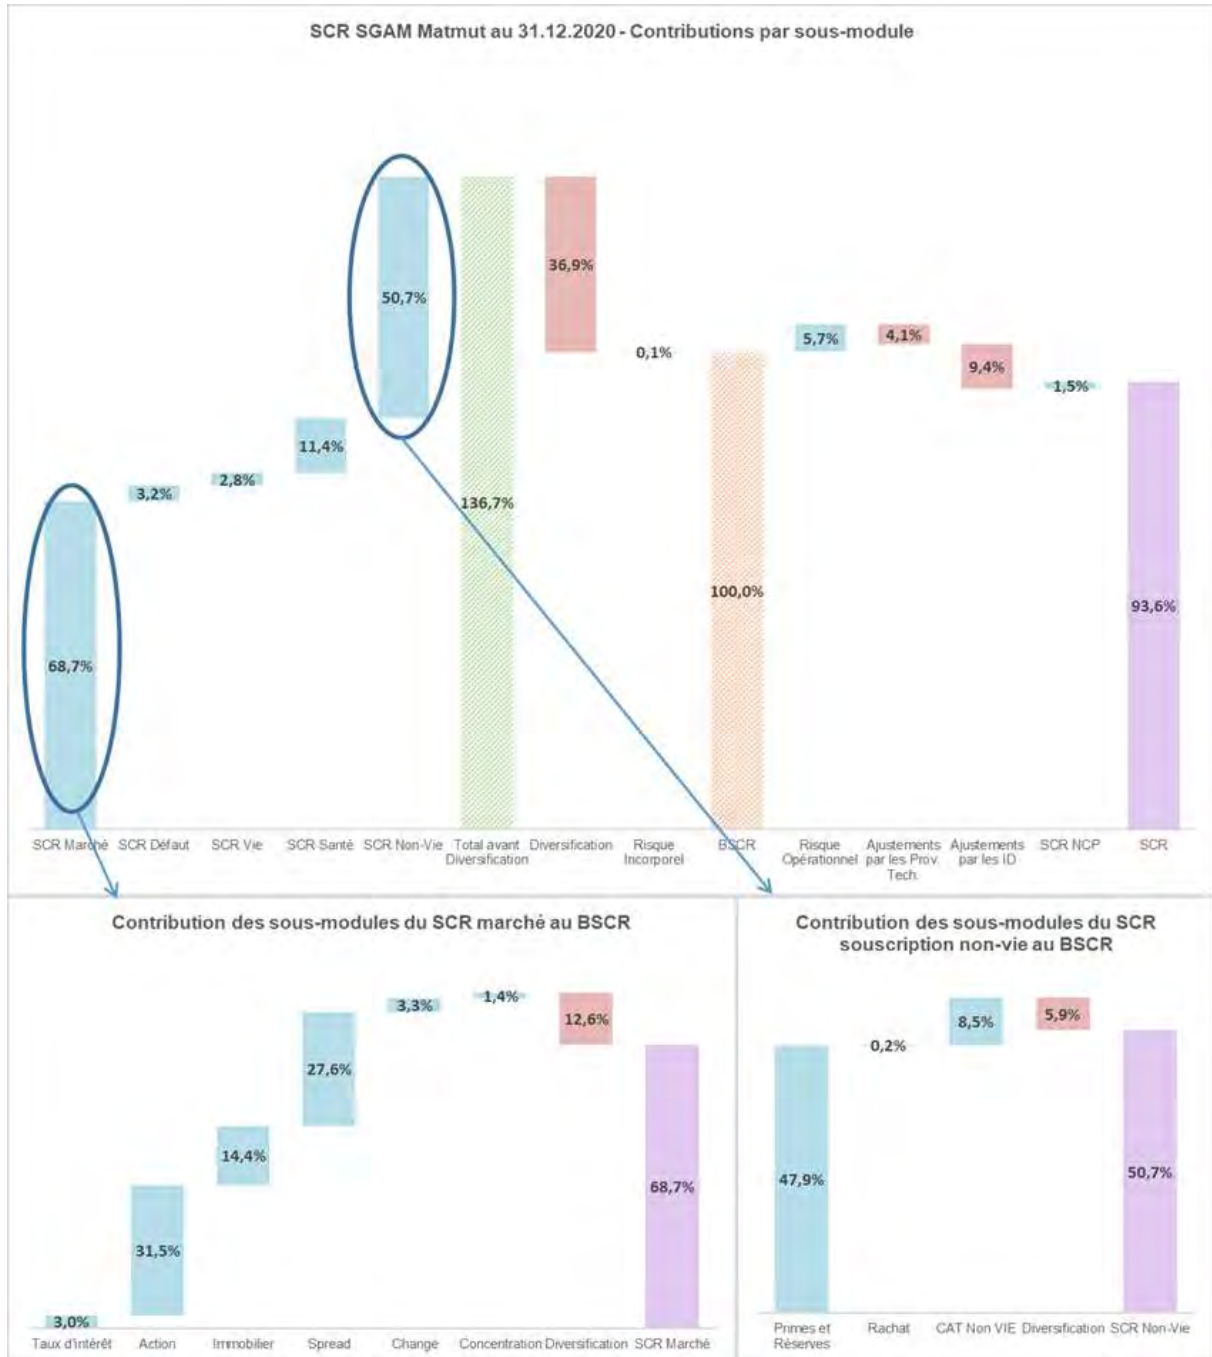 SCR SGAM Matmut au 31.12.2020 - Contributions par sous-module
50,7%
36,9%
0,1%
5,7%
4,1%
9,4%
1,5%
11,4%
2,8%
3,2%
136,7%
100,0%
93,6%
68,7%
SCR Marché
SCR Défaut
SCR Vie
SCR Santé
SCR Non-Vie
Total avant
Diversification
Diversification
Risque
Incorporel
BSCR
Risque
Opérationnel
Ajustements
par les Prov.
Tech.
Ajustements
par les ID
SCR NCP
SCR
Contribution des sous-modules du SCR marché au BSCR
3,3%
1,4%
12,6%
27,6%
14,4%
68,7%
31,5%
3,0%
Taux d'intérêt
Action
Immobilier
Spread
Change
Concentration
Diversification
SCR Marché
Contribution des sous-modules du SCR
souscription non-vie au BSCR
8,5%
5,9%
0,2%
47,9%
50,7%
Primes et
Réserves
Rachat
CAT Non VIE
Diversification
SCR Non-Vie